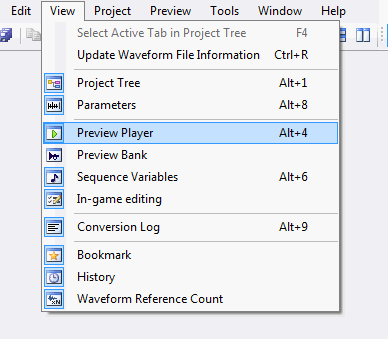 Edit View Project Preview Tools Window Help
Select Active Tab in Project Tree F4
Update Waveform File Information Ctrl+R
Project Tree Alt+1
Parameters Alt+8
Preview Player Alt+4
Preview Bank
Sequence Variables Alt+6
In-game editing
Conversion Log Alt+9
Bookmark
History
Waveform Reference Count